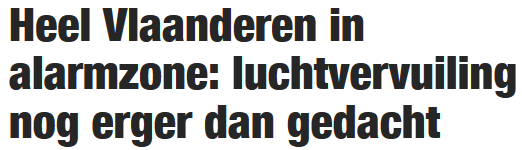 Heel Vlaanderen in
alarmzone: luchtvervuiling
nog erger dan gedacht